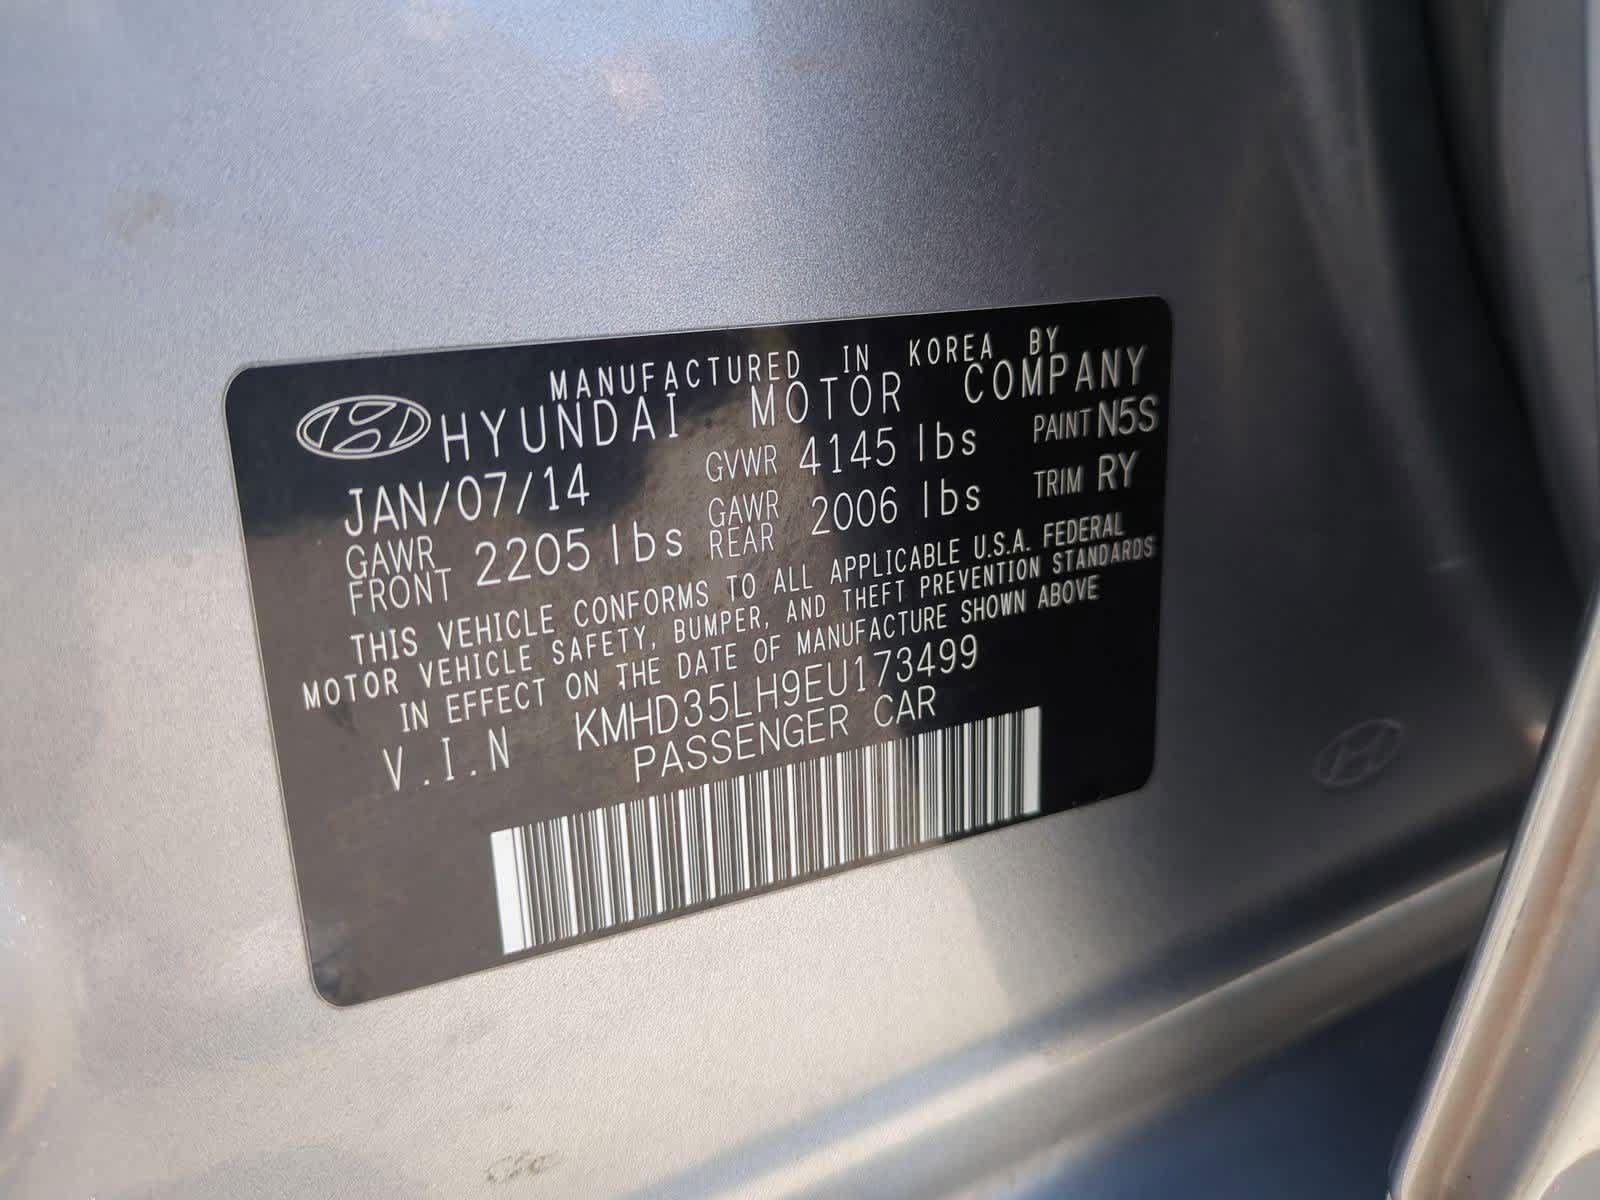 MANUFACTURED IN KOREA BY
HYUNDAI MOTOR COMPANY
JAN/07/14 GVWR 4145 lbs PAINT N5S
GAWR FRONT 2205 lbs GAWR REAR 2006 lbs TRIM RY
THIS VEHICLE CONFORMS TO ALL APPLICABLE U.S.A. FEDERAL
MOTOR VEHICLE SAFETY, BUMPER, AND THEFT PREVENTION STANDARDS
IN EFFECT ON THE DATE OF MANUFACTURE SHOWN ABOVE
V.I.N KMHD35LH9EU173499
PASSENGER CAR